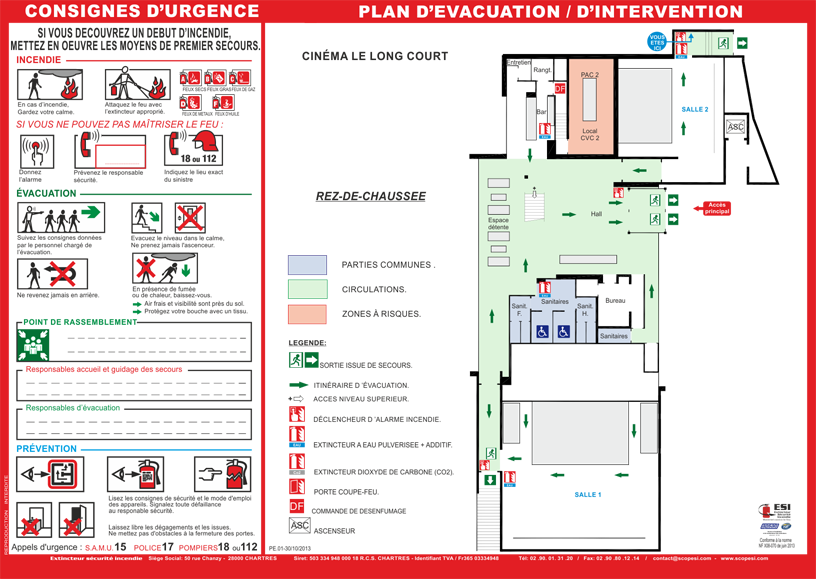 CONSIGNES D'URGENCE
SI VOUS DECOUVREZ UN DEBUT D'INCENDIE,
METTEZ EN OEUVRE LES MOYENS DE PREMIER SECOURS.
INCENDIE
En cas d'incendie,
Gardez votre calme.
Attaquez le feu avec
l'extincteur approprié.
FEUX SECS FEUX GRAS FEUX DE GAZ
FEUX DE METAUX FEUX D'HUILE
SI VOUS NE POUVEZ PAS MAÎTRISER LE FEU :
18 ou 112
Donnez
l'alarme
Prévenez le responsable
sécurité.
Indiquez le lieu exact
du sinistre
ÉVACUATION
Suivez les consignes données
par le personnel chargé de
l'évacuation.
Evacuez le niveau dans le calme,
Ne prenez jamais l'ascenceur.
Ne revenez jamais en arrière.
En présence de fumée
ou de chaleur, baissez-vous.
Air frais et visibilité sont près du sol.
Protégez votre bouche avec un tissu.
POINT DE RASSEMBLEMENT
Responsables accueil et guidage des secours
Responsables d'évacuation
PRÉVENTION
Lisez les consignes de sécurité et le mode d'emploi
des appareils. Signalez toute défaillance
au responsable sécurité.
Laissez libre les dégagements et les issues.
Ne mettez pas d'obstacles à la fermeture des portes.
Appels d'urgence : S.A.M.U. 15 POLICE 17 POMPIERS 18 ou 112
REPRODUCTION INTERDITE
PLAN D'EVACUATION / D'INTERVENTION
CINÉMA LE LONG COURT
REZ-DE-CHAUSSEE
PARTIES COMMUNES .
CIRCULATIONS.
ZONES À RISQUES.
LEGENDE:
SORTIE ISSUE DE SECOURS.
ITINÉRAIRE D 'ÉVACUATION.
ACCES NIVEAU SUPERIEUR.
DÉCLENCHEUR D 'ALARME INCENDIE.
EXTINCTEUR A EAU PULVERISEE + ADDITIF.
EXTINCTEUR DIOXYDE DE CARBONE (CO2).
PORTE COUPE-FEU.
DF
COMMANDE DE DESENFUMAGE
ASC
ASCENSEUR
PE.01-30/10/2013
VOUS
ETES
ICI
Entretien
Rangt.
PAC 2
DF
Bar
Local
CVC 2
SALLE 2
ASC
Accès
principal
Hall
Espace
détente
Sanitaires
Sanit.
F.
Sanit.
H.
Bureau
Sanitaires
SALLE 1
ESI
Conforme à la norme
NF X08-070 de juin 2013
Extincteur sécurité incendie Siège Social: 50 rue Chanzy - 28000 CHARTRES Siret: 503 334 948 000 18 R.C.S. CHARTRES - Identifiant TVA / Fr365 03334948 Tél: 02 .90. 01. 31 .20 / Fax: 02 .90 .80 .12 .14 / contact@scopesi.com - www.scopesi.com